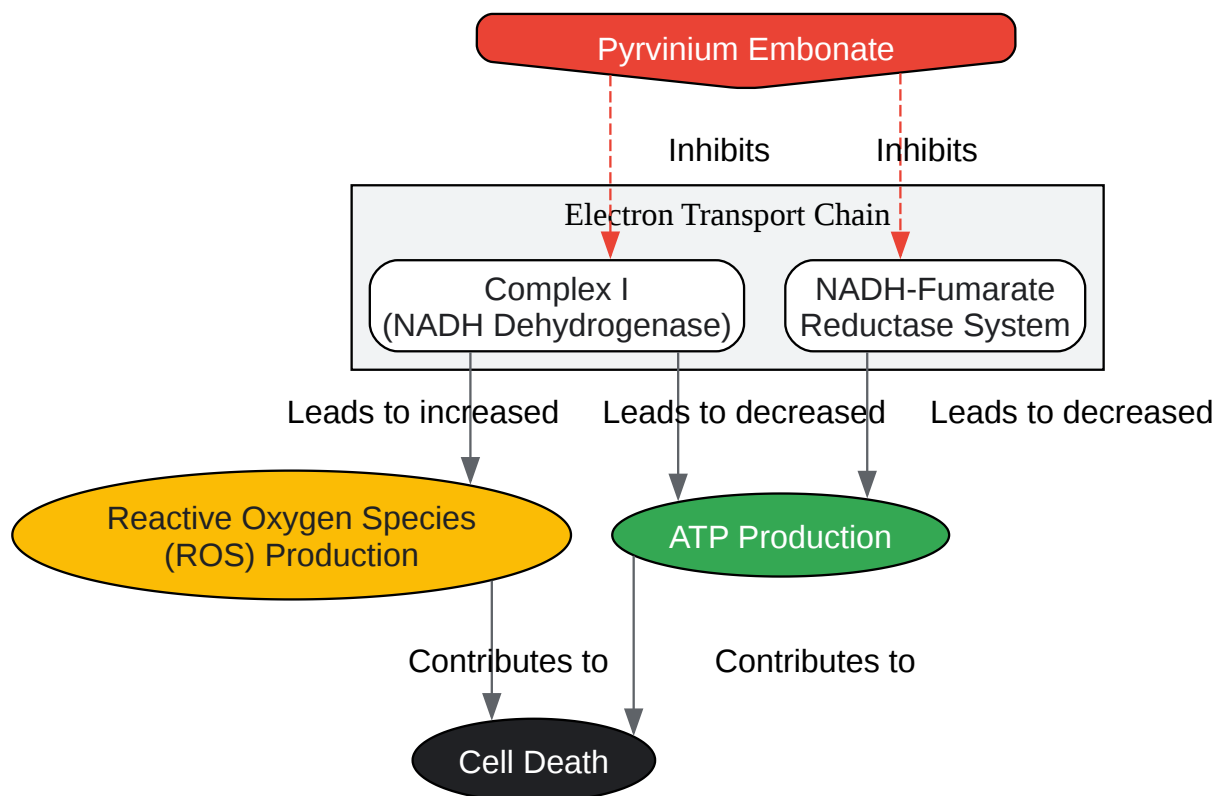 Pyrvinium Embonate
Inhibits
Inhibits
Electron Transport Chain
Complex I
(NADH Dehydrogenase)
NADH-Fumarate
Reductase System
Leads to increased
Leads to decreased
Leads to decreased
Reactive Oxygen Species
(ROS) Production
ATP Production
Contributes to
Contributes to
Cell Death